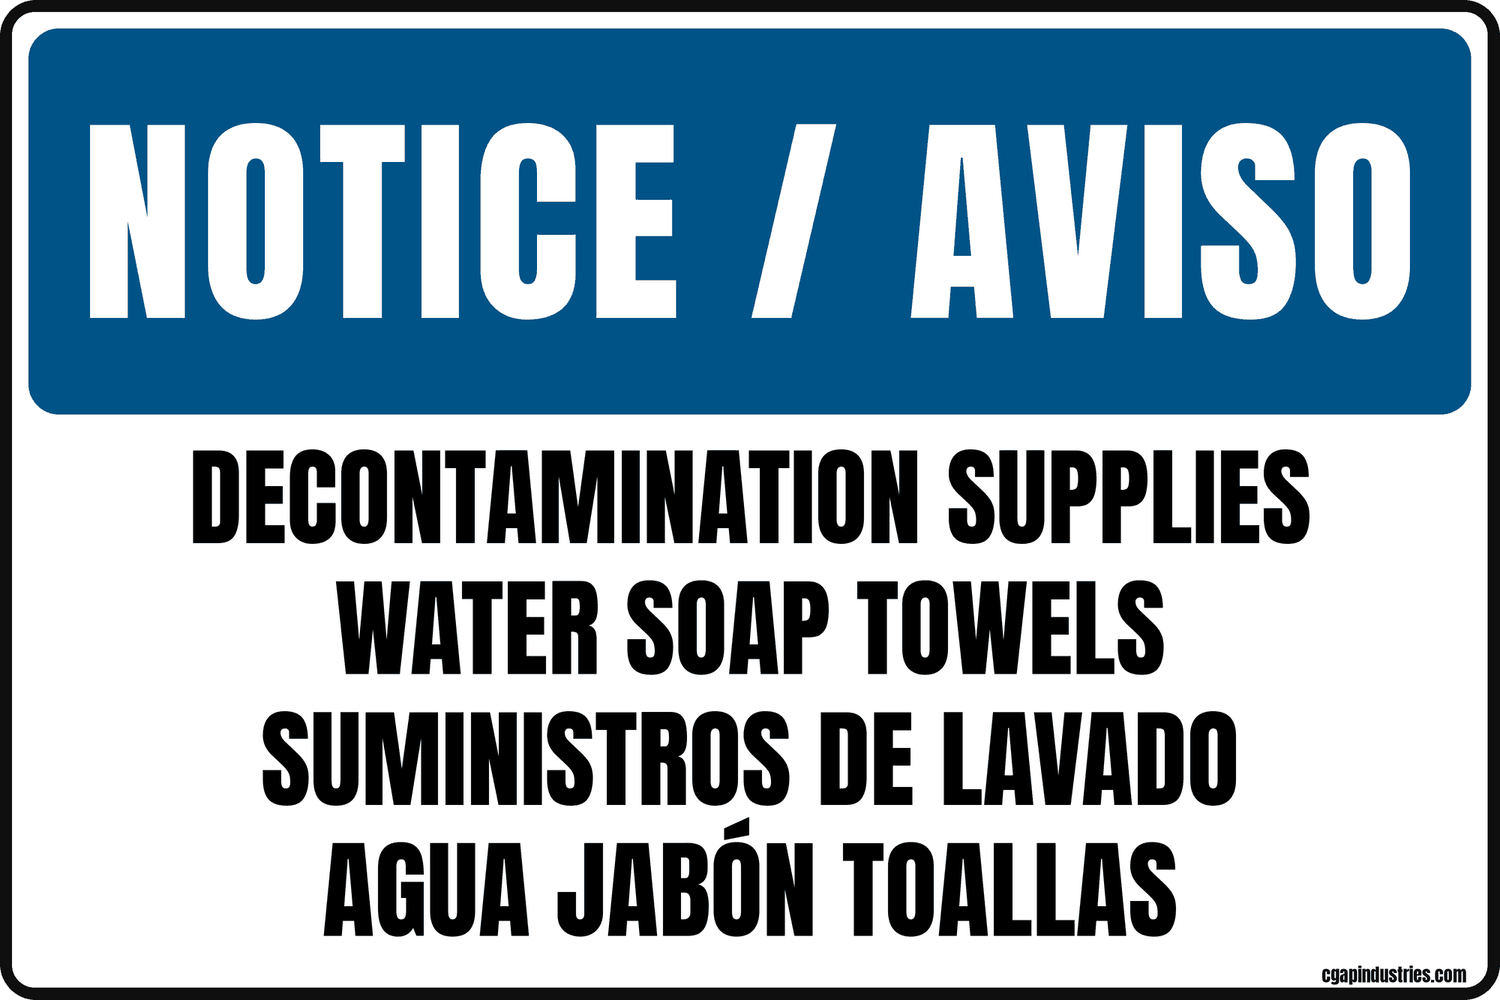 NOTICE / AVISO
DECONTAMINATION SUPPLIES
WATER SOAP TOWELS
SUMINISTROS DE LAVADO
AGUA JABÓN TOALLAS
cgapindustries.com